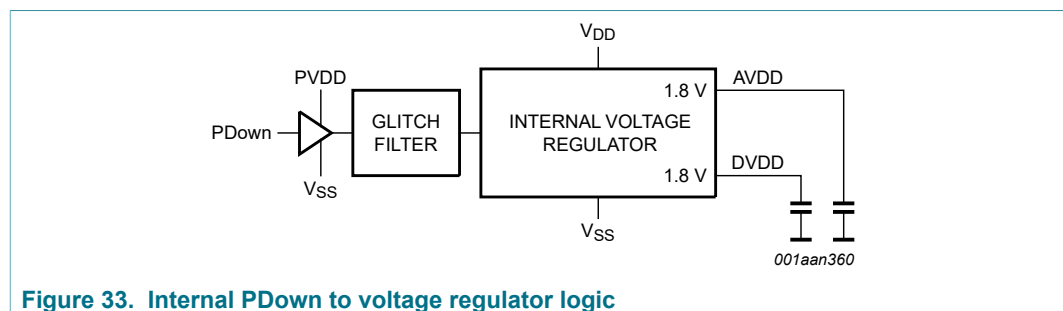 VDD
PVDD
PDown
VSS
GLITCH
FILTER
INTERNAL VOLTAGE
REGULATOR
1.8 V
AVDD
1.8 V
DVDD
VSS
001aan360
Figure 33. Internal PDown to voltage regulator logic